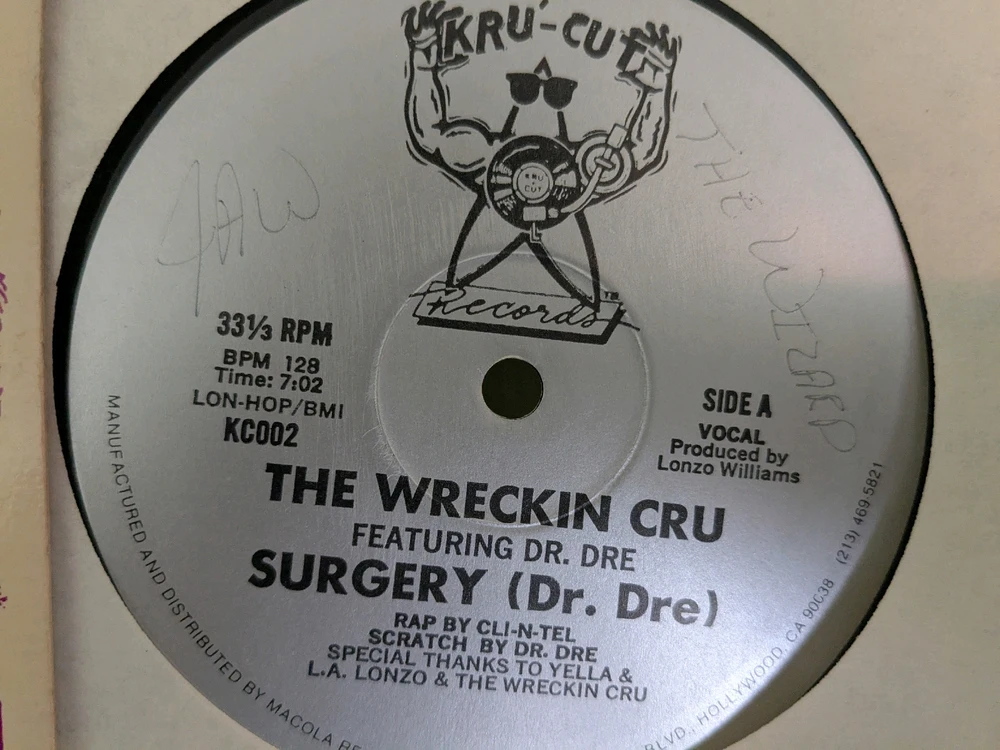 KRU'-CUT
KRU
CUT
Records
TM
THE WIZARD
33⅓ RPM
BPM 128
Time: 7:02
LON-HOP/BMI
KC002
SIDE A
VOCAL
Produced by
Lonzo Williams
THE WRECKIN CRU
FEATURING DR. DRE
SURGERY (Dr. Dre)
RAP BY CLI-N-TEL
SCRATCH BY DR. DRE
SPECIAL THANKS TO YELLA &
L.A. LONZO & THE WRECKIN CRU
MANUFACTURED AND DISTRIBUTED BY MACOLA RE
BLVD., HOLLYWOOD, CA 90038 (213) 469-5821